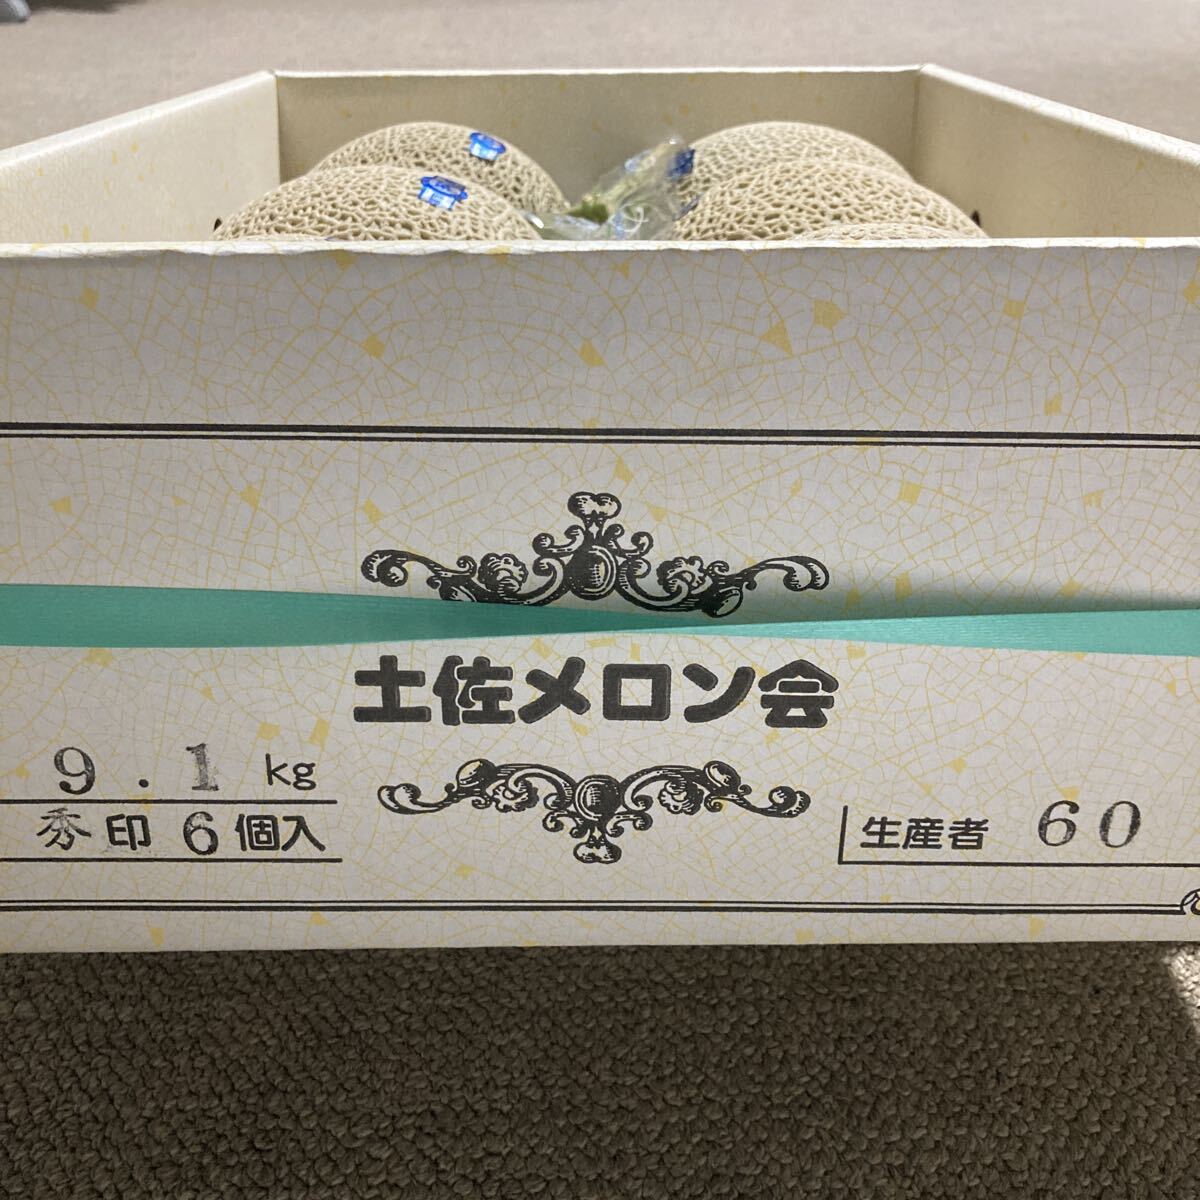 土佐メロン会
9.1 kg
秀印 6個入
生産者 60